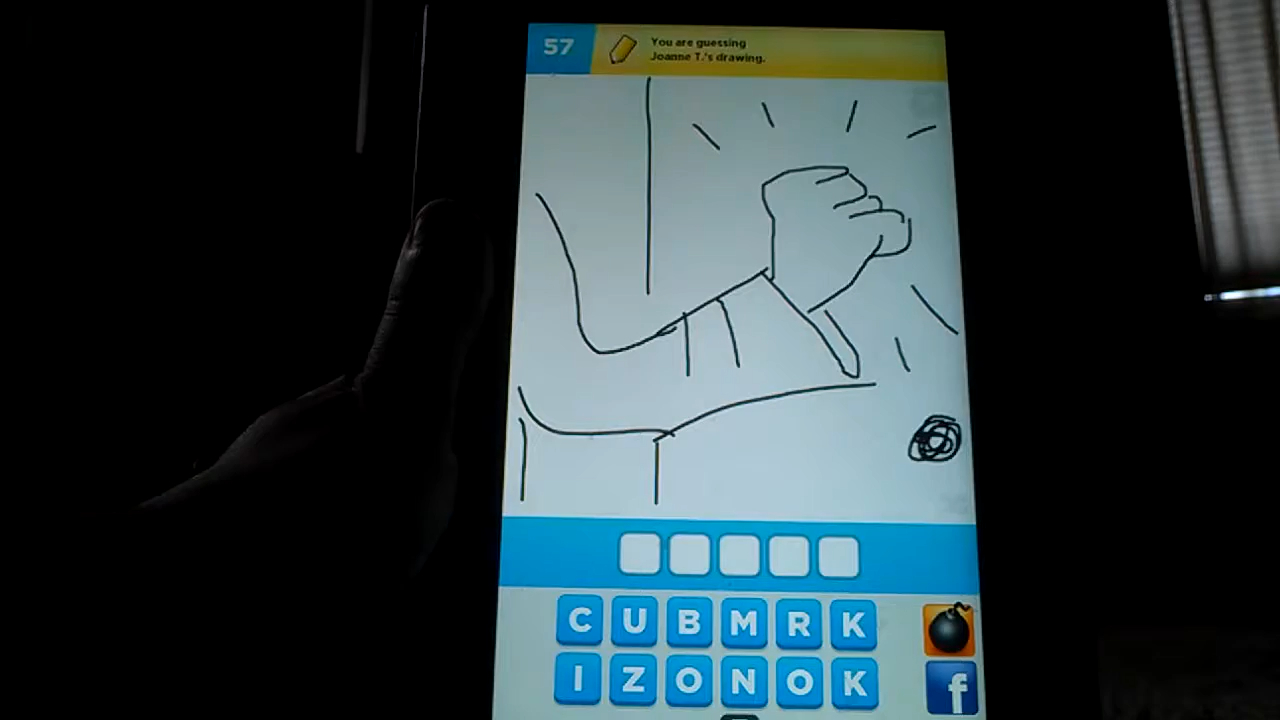 57
You are guessing
Joanne T.'s drawing.
C U B M R K
I Z O N O K
f